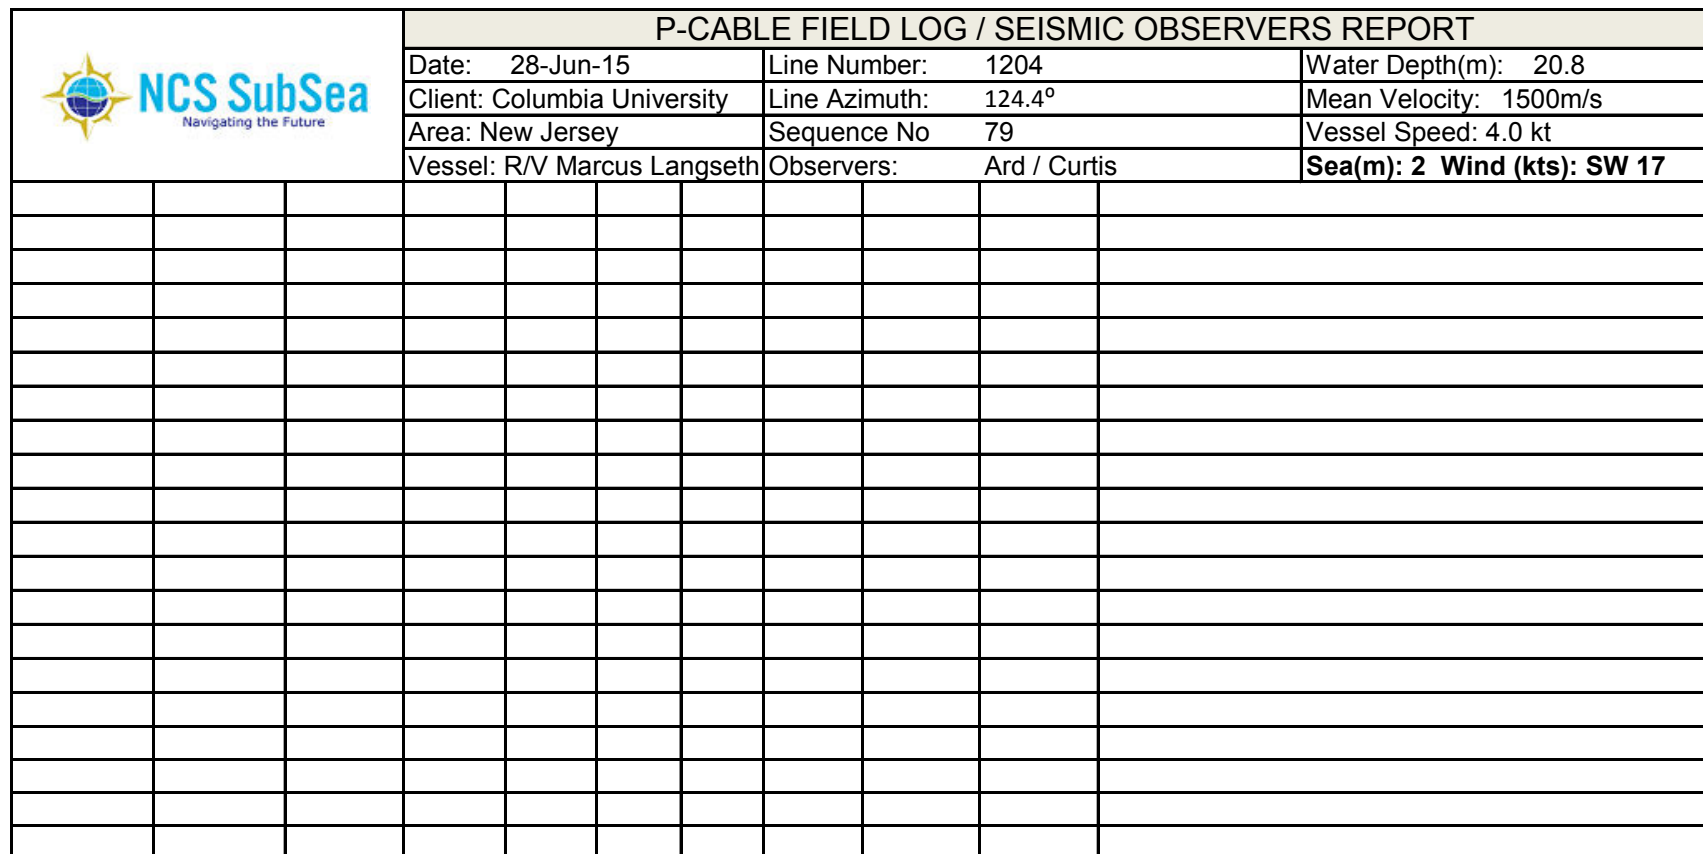 P-CABLE FIELD LOG / SEISMIC OBSERVERS REPORT
NCS SubSea
Navigating the Future
Date: 28-Jun-15 Line Number: 1204 Water Depth(m): 20.8
Client: Columbia University Line Azimuth: 124.4º Mean Velocity: 1500m/s
Area: New Jersey Sequence No 79 Vessel Speed: 4.0 kt
Vessel: R/V Marcus Langseth Observers: Ard / Curtis Sea(m): 2 Wind (kts): SW 17